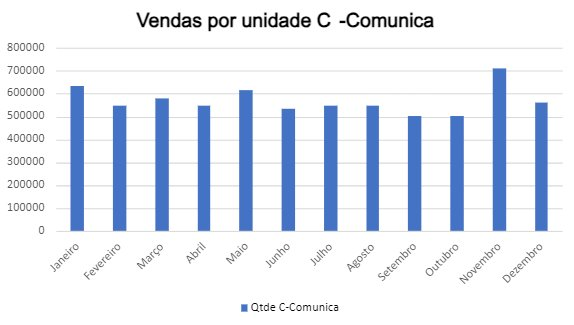 Vendas por unidade C -Comunica
800000
700000
600000
500000
400000
300000
200000
100000
0
Janeiro
Fevereiro
Março
Abril
Maio
Junho
Julho
Agosto
Setembro
Outubro
Novembro
Dezembro
Qtde C-Comunica